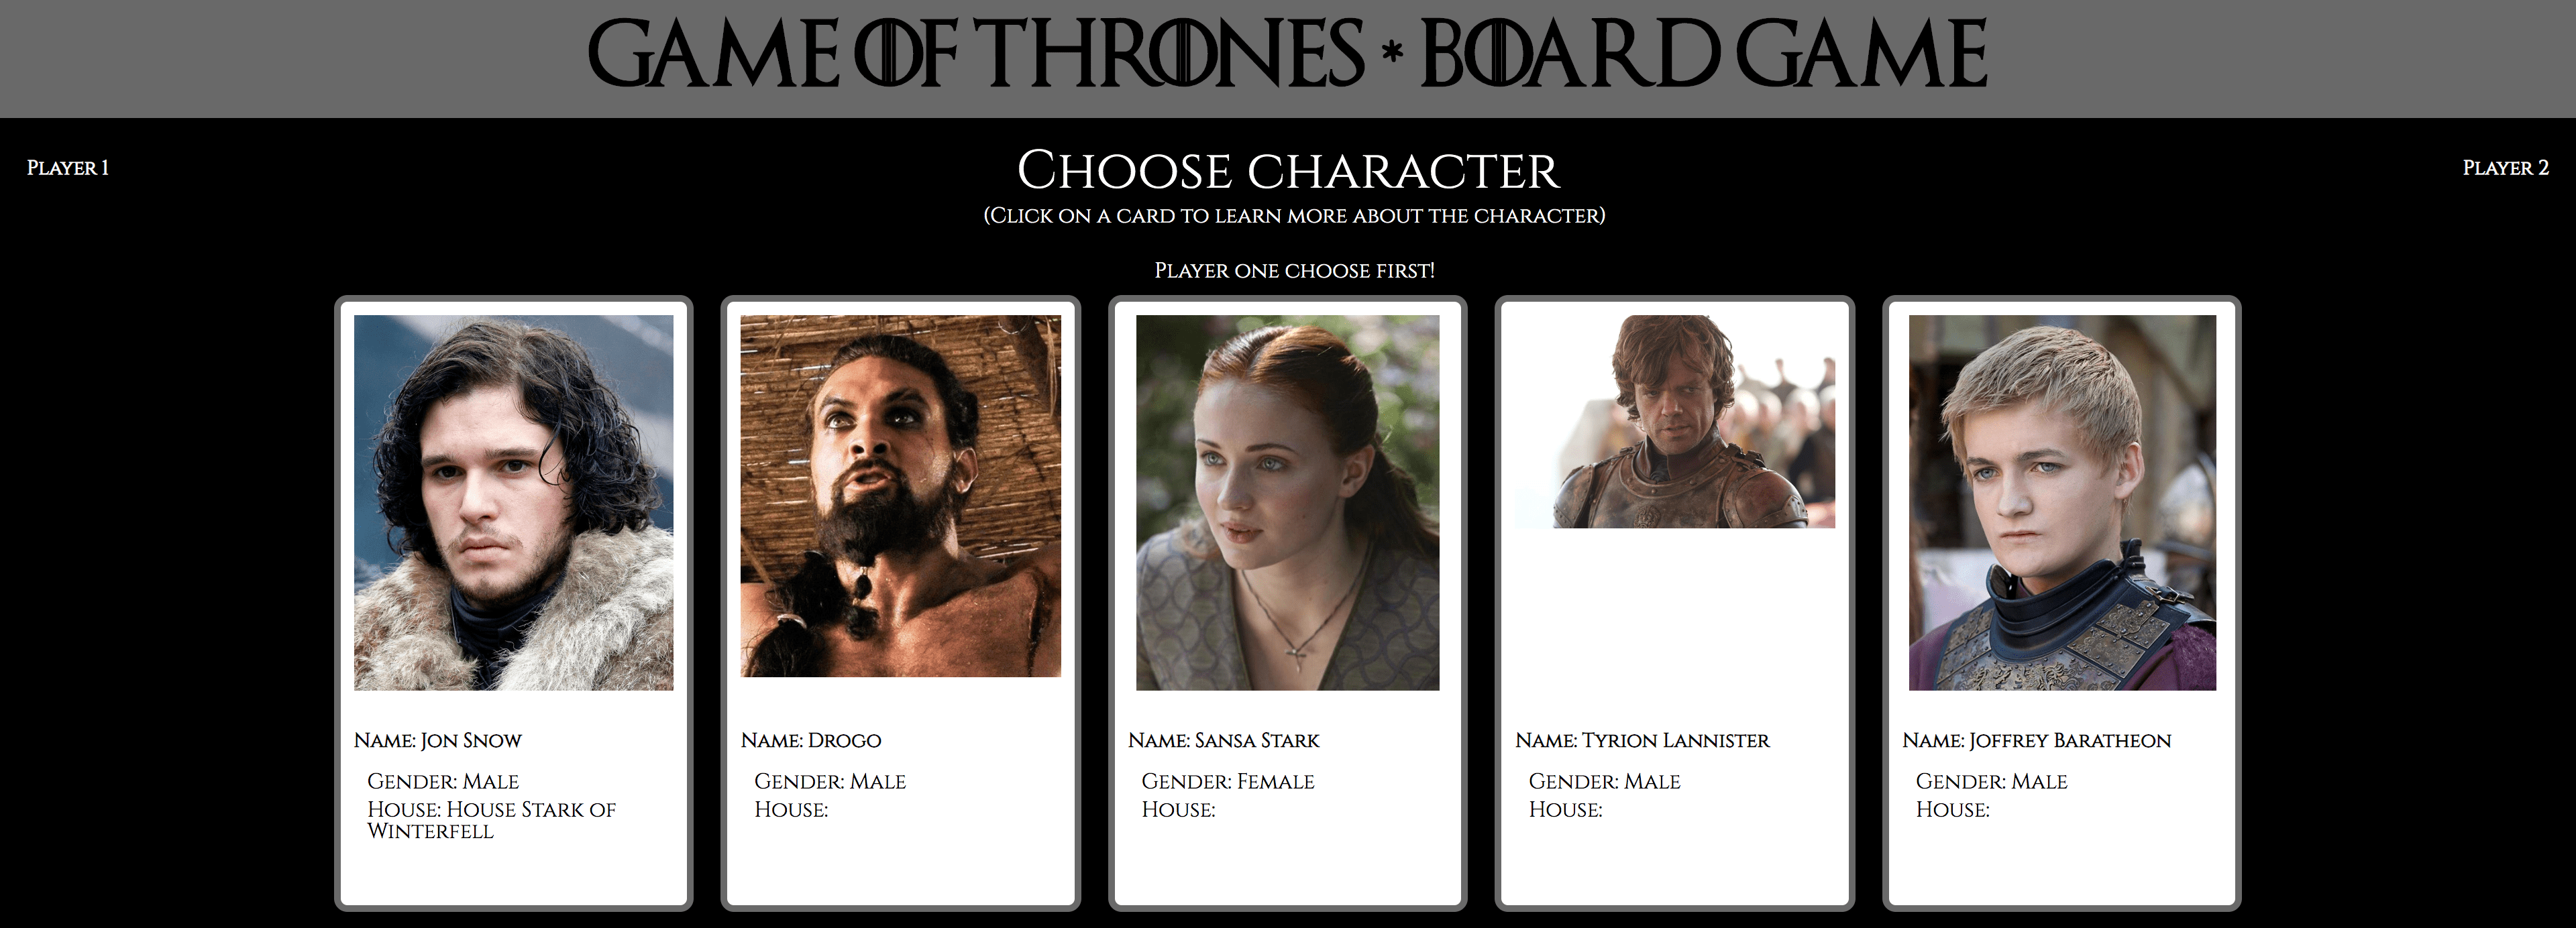 GAME OF THRONES * BOARD GAME
Player 1
Choose character
Player 2
(Click on a card to learn more about the character)
Player one choose first!
Name: Jon Snow
Gender: Male
House: House Stark of
Winterfell
Name: Drogo
Gender: Male
House:
Name: Sansa Stark
Gender: Female
House:
Name: Tyrion Lannister
Gender: Male
House:
Name: Joffrey Baratheon
Gender: Male
House: